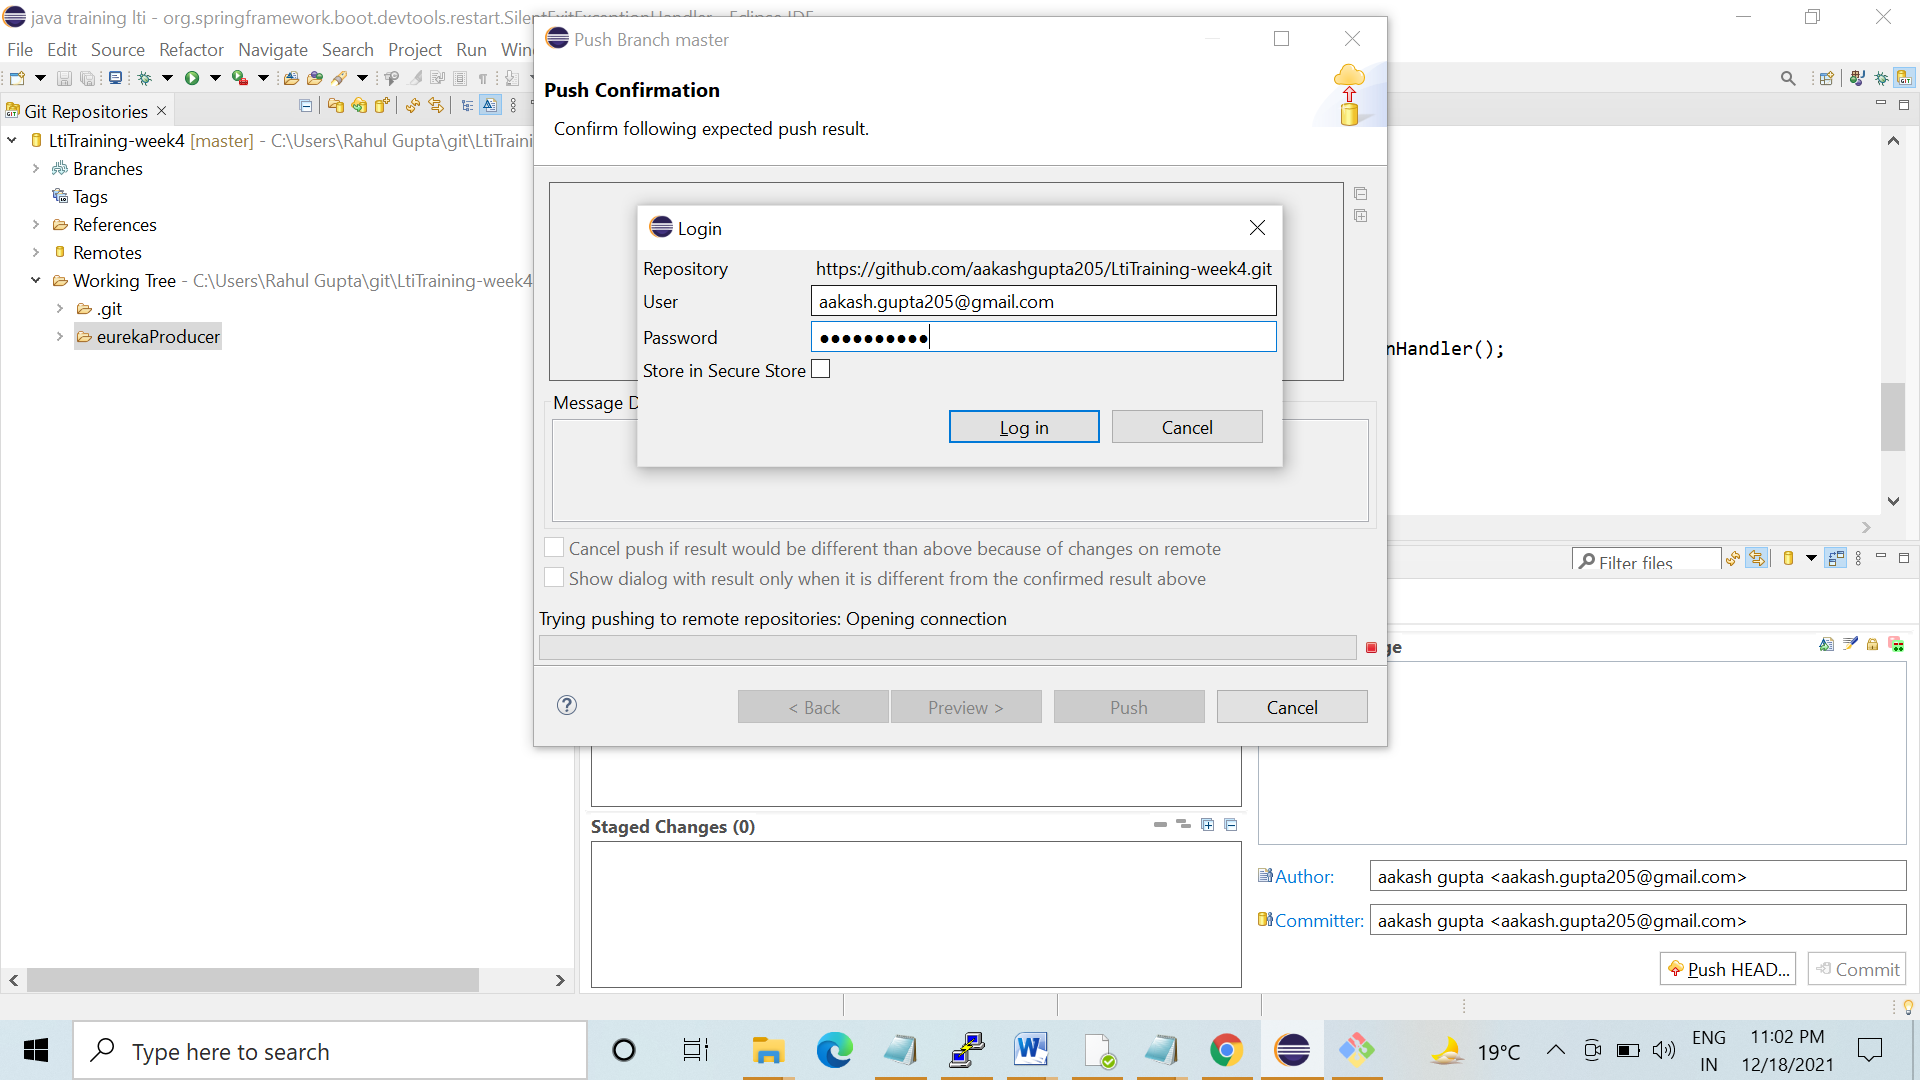 java training lti - org.springframework.boot.devtools.restart.SilentExitExceptionHandler - Eclipse IDE
File Edit Source Refactor Navigate Search Project Run
Git Repositories
LtiTraining-week4 [master] - C:\Users\Rahul Gupta\git\LtiTraini
Branches
Tags
References
Remotes
Working Tree - C:\Users\Rahul Gupta\git\LtiTraining-week4
.git
eurekaProducer
Push Branch master
Push Confirmation
Confirm following expected push result.
Login
Repository https://github.com/aakashgupta205/LtiTraining-week4.git
User aakash.gupta205@gmail.com
Password ●●●●●●●●●●
Store in Secure Store
Log in Cancel
Message D
Cancel push if result would be different than above because of changes on remote
Show dialog with result only when it is different from the confirmed result above
Trying pushing to remote repositories: Opening connection
< Back Preview > Push Cancel
nHandler();
Filter files
ge
Staged Changes (0)
Author: aakash gupta <aakash.gupta205@gmail.com>
Committer: aakash gupta <aakash.gupta205@gmail.com>
Push HEAD... Commit
Type here to search
19°C
ENG
IN
11:02 PM
12/18/2021